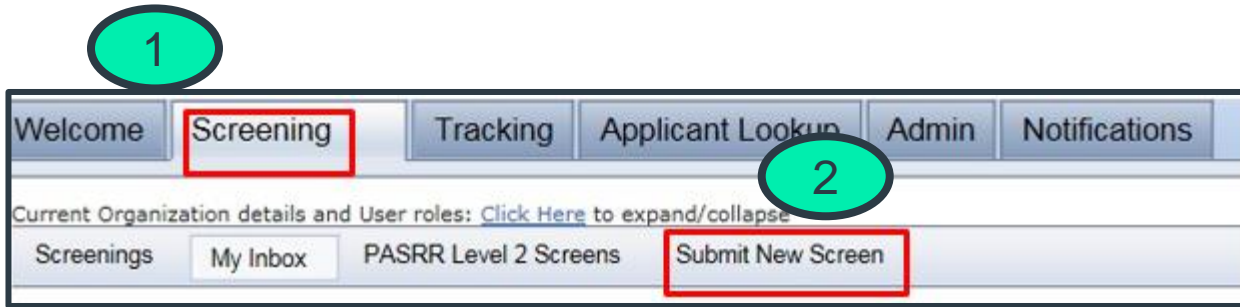 1
Welcome Screening Tracking Applicant Lookup Admin Notifications
2
Current Organization details and User roles: Click Here to expand/collapse
Screenings My Inbox PASRR Level 2 Screens Submit New Screen